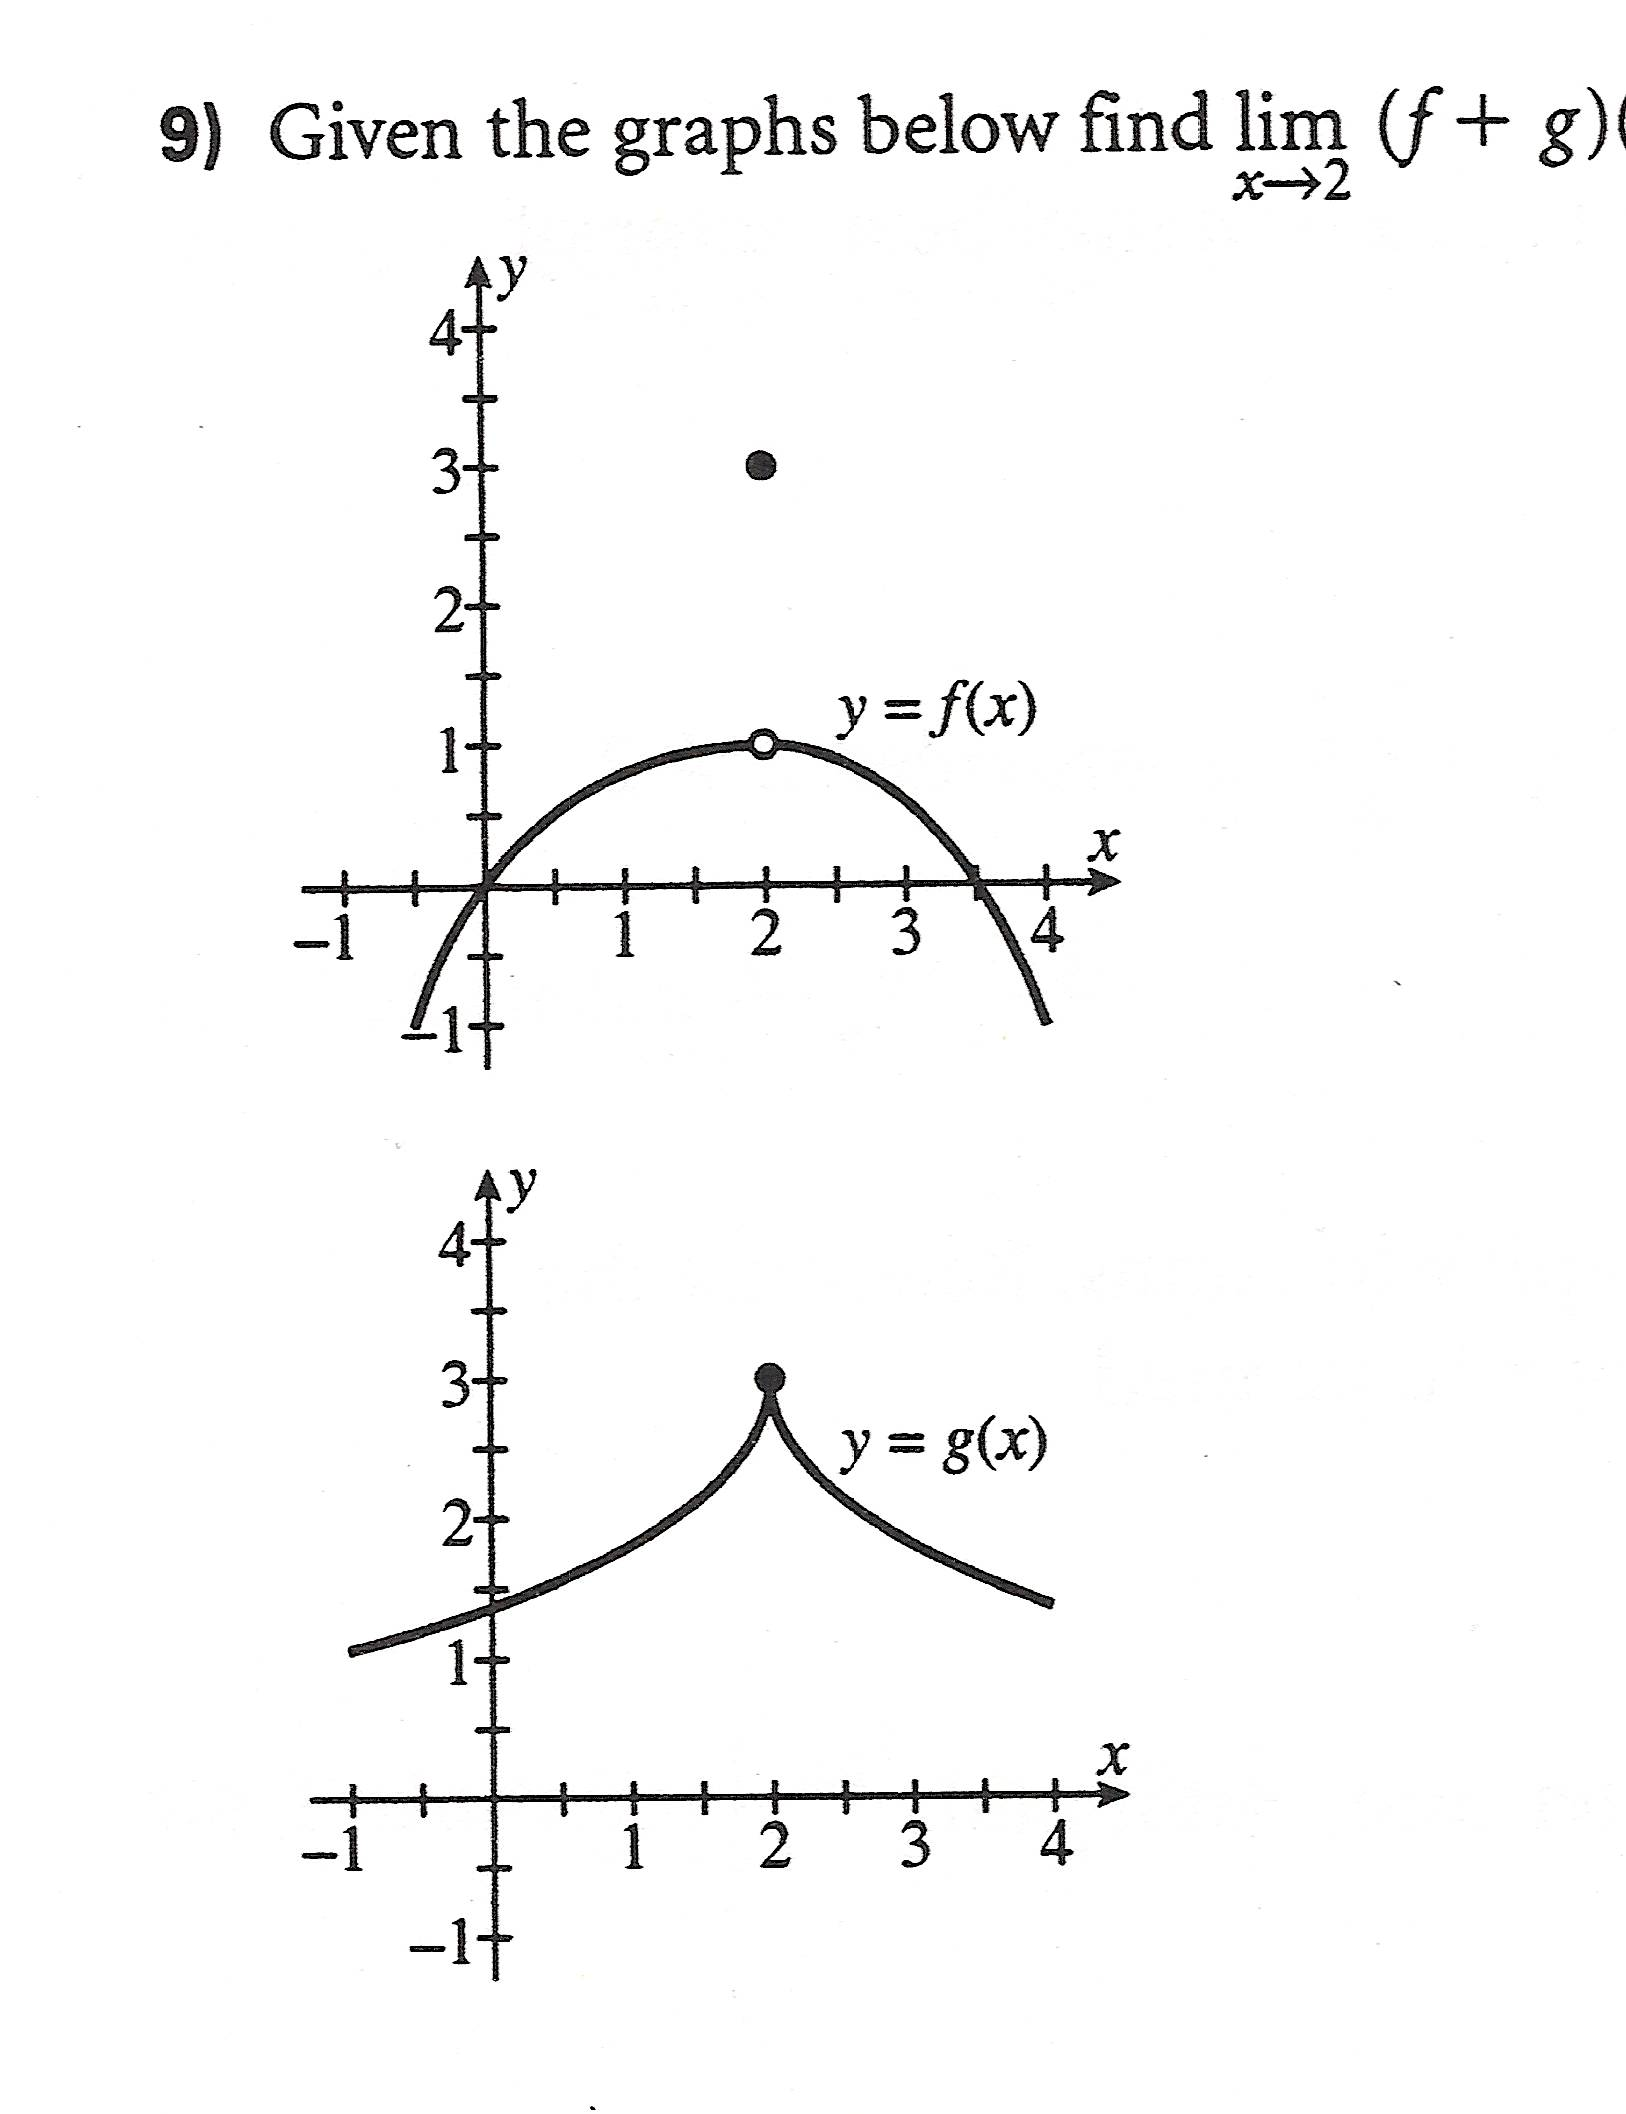 9) Given the graphs below find lim (f + g)(
x→2
y
4
3
2
y = f(x)
1
x
–1 1 2 3 4
–1
y
4
3
y = g(x)
2
1
x
–1 1 2 3 4
–1